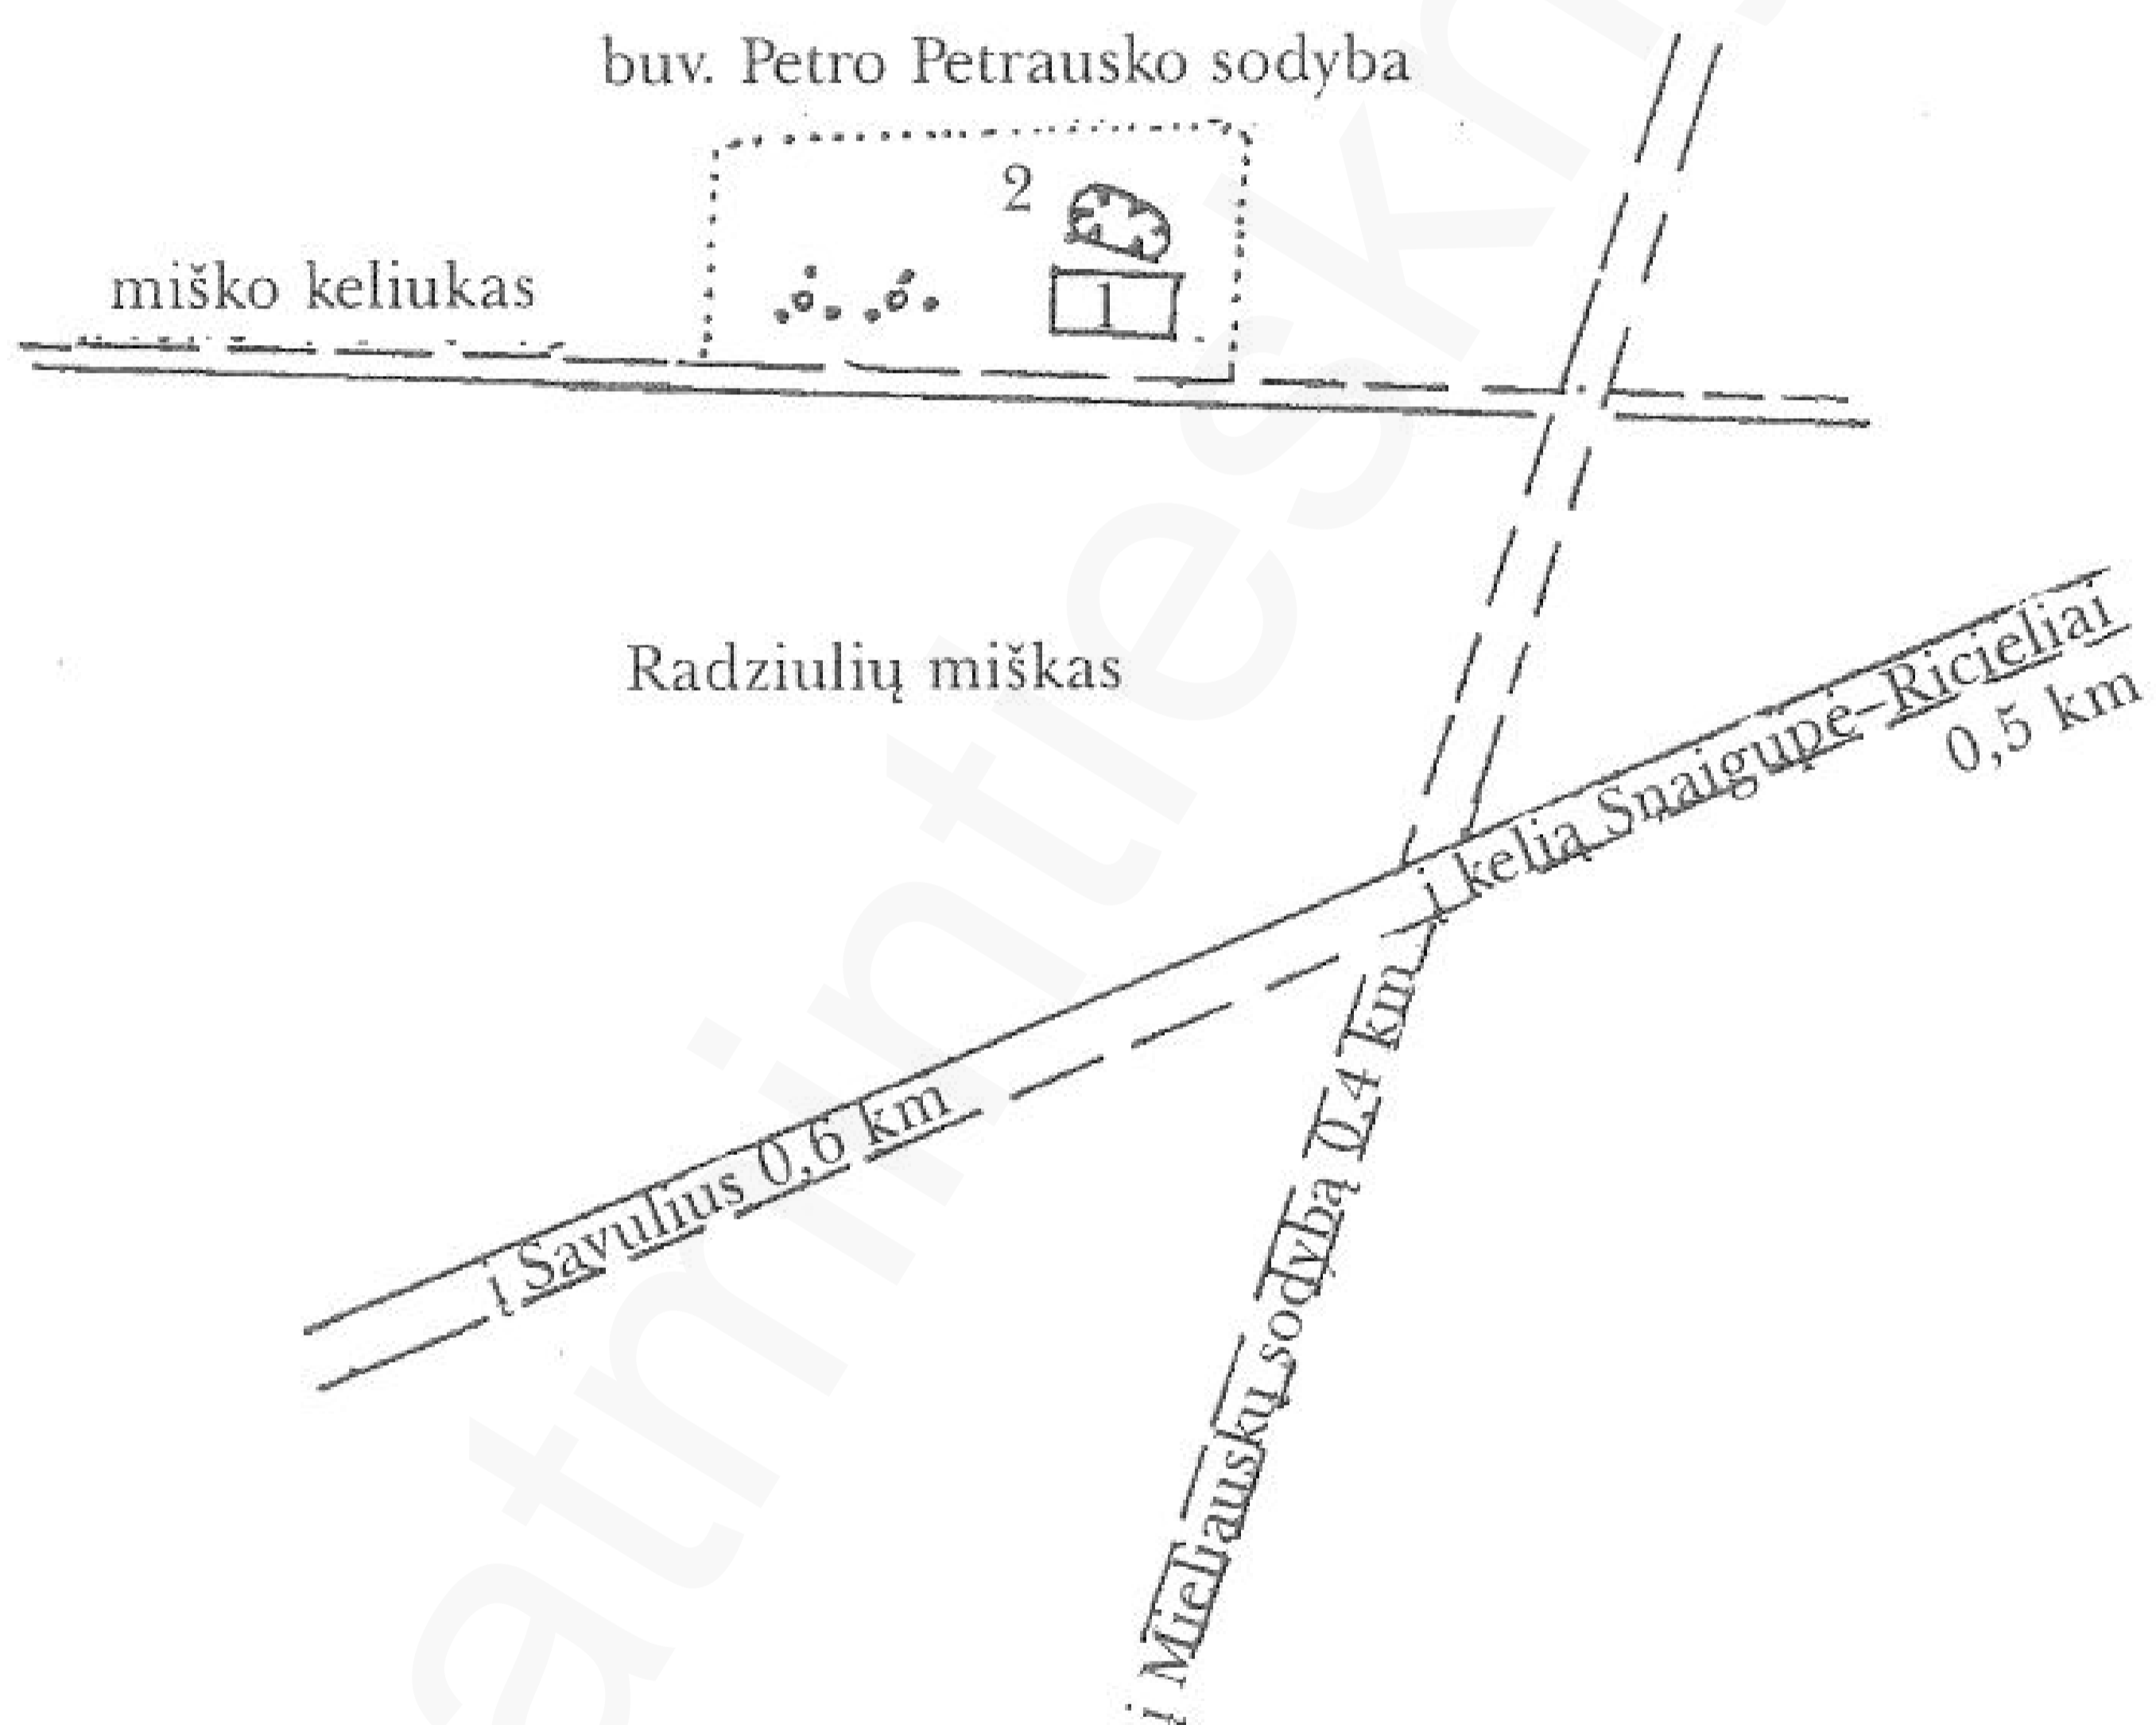 buv. Petro Petrausko sodyba
2
1
miško keliukas
Radziulių miškas
į kelią Snaigupė–Ricieliai
0,5 km
į Savulius 0,6 km
į Mieliauskų sodybą 0,4 km